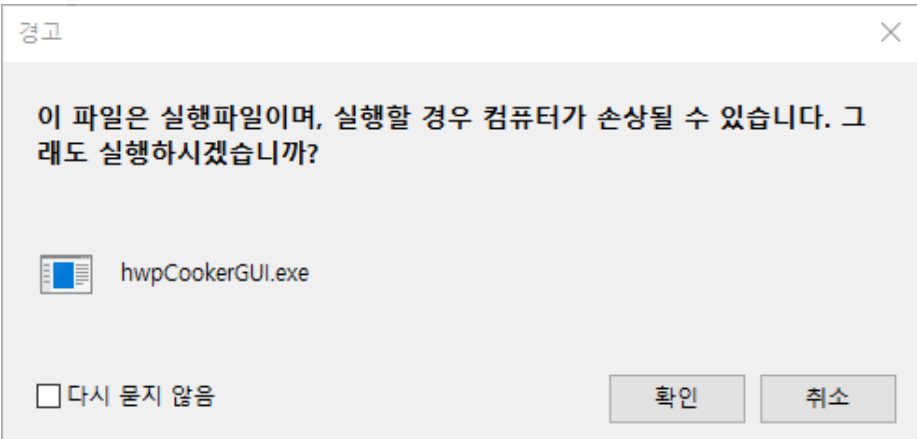 경고
이 파일은 실행파일이며, 실행할 경우 컴퓨터가 손상될 수 있습니다. 그
래도 실행하시겠습니까?
hwpCookerGUI.exe
다시 묻지 않음
확인
취소